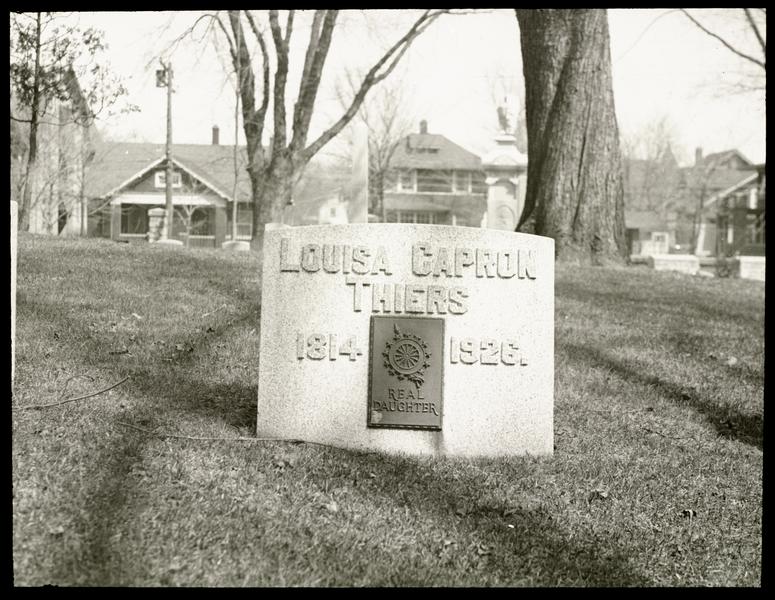 LOUISA CAPRON
THIERS
1814 1926.
REAL
DAUGHTER